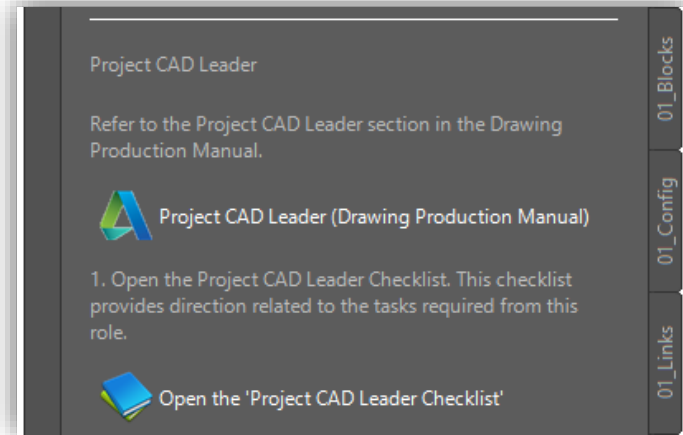 Project CAD Leader
Refer to the Project CAD Leader section in the Drawing
Production Manual.
Project CAD Leader (Drawing Production Manual)
1. Open the Project CAD Leader Checklist. This checklist
provides direction related to the tasks required from this
role.
Open the 'Project CAD Leader Checklist'
01_Blocks
01_Config
01_Links